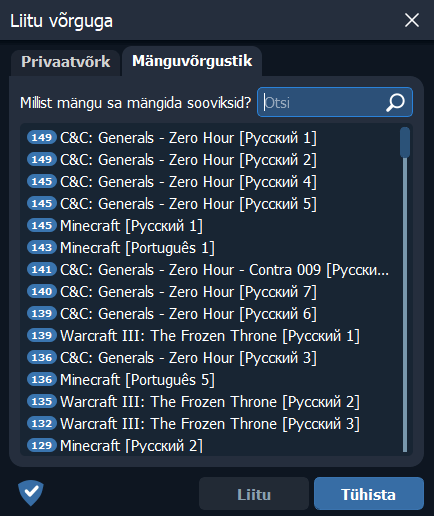 Liitu võrguga
Privaatvõrk Mänguvõrgustik
Millist mängu sa mängida sooviksid? Otsi
149 C&C: Generals - Zero Hour [Русский 1]
149 C&C: Generals - Zero Hour [Русский 2]
145 C&C: Generals - Zero Hour [Русский 4]
145 C&C: Generals - Zero Hour [Русский 5]
145 Minecraft [Русский 1]
143 Minecraft [Português 1]
141 C&C: Generals - Zero Hour - Contra 009 [Русски...
140 C&C: Generals - Zero Hour [Русский 7]
139 C&C: Generals - Zero Hour [Русский 6]
139 Warcraft III: The Frozen Throne [Русский 1]
136 C&C: Generals - Zero Hour [Русский 3]
136 Minecraft [Português 5]
135 Warcraft III: The Frozen Throne [Русский 2]
132 Warcraft III: The Frozen Throne [Русский 3]
129 Minecraft [Русский 2]
Liitu Tühista